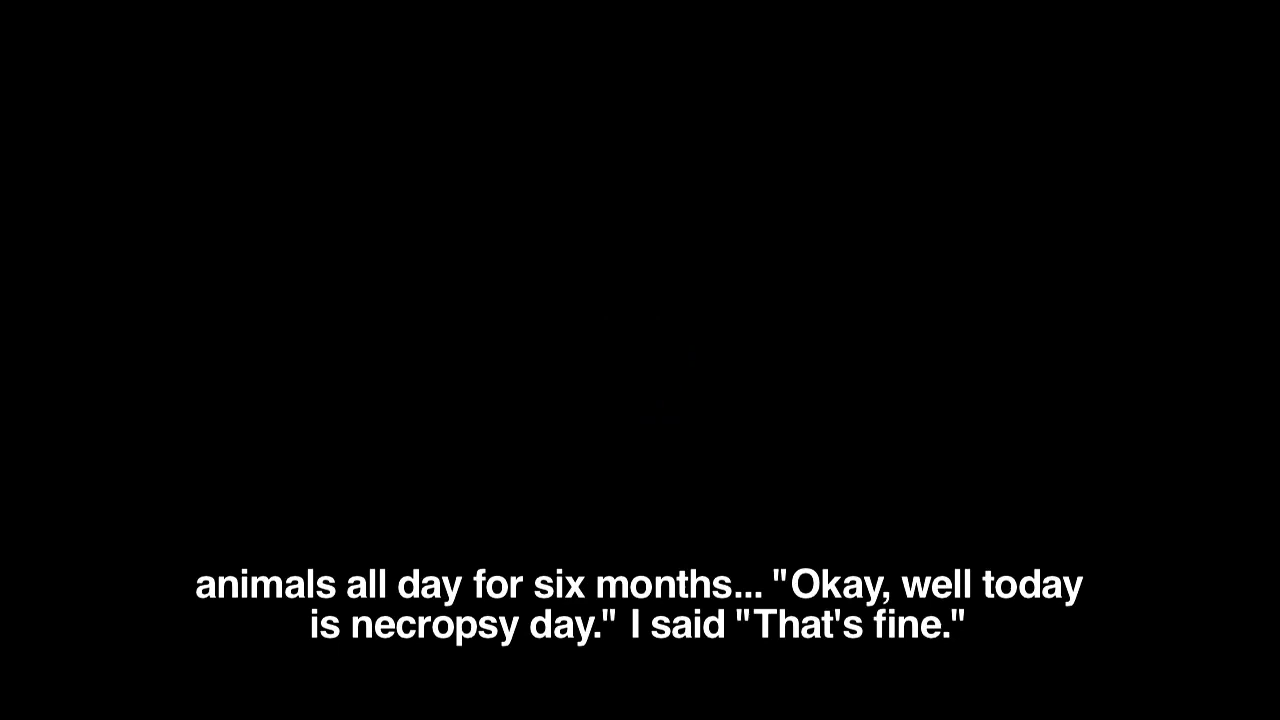 animals all day for six months... "Okay, well today
is necropsy day." I said "That's fine."